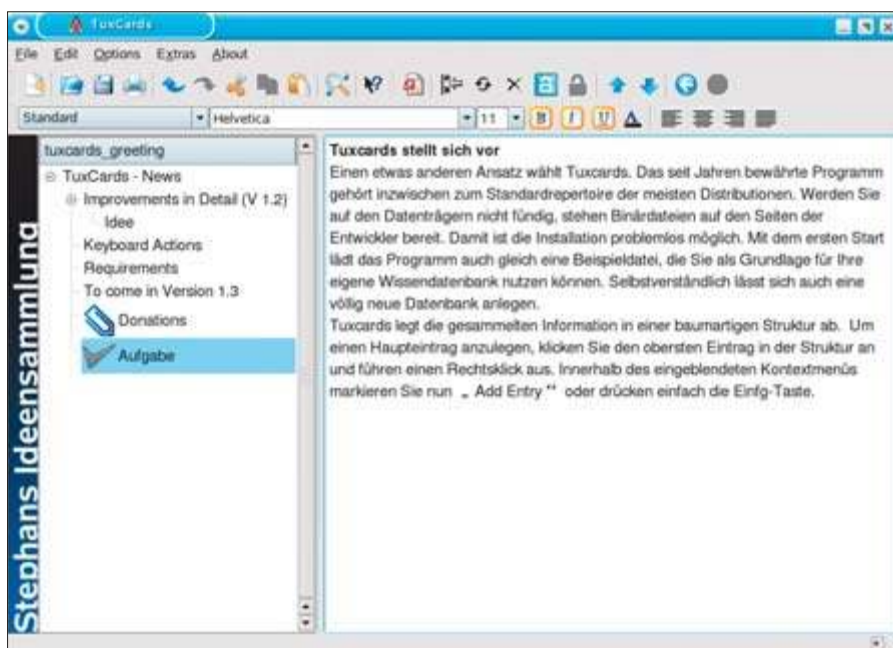 TuxCards
File Edit Options Extras About
Standard Helvetica 11 B I U A
Stephans Ideensammlung
tuxcards_greeting
TuxCards - News
Improvements in Detail (V 1.2)
Idee
Keyboard Actions
Requirements
To come in Version 1.3
Donations
Aufgabe
Tuxcards stellt sich vor
Einen etwas anderen Ansatz wählt Tuxcards. Das seit Jahren bewährte Programm
gehört inzwischen zum Standardrepertoire der meisten Distributionen. Werden Sie
auf den Datenträgern nicht fündig, stehen Binärdateien auf den Seiten der
Entwickler bereit. Damit ist die Installation problemlos möglich. Mit dem ersten Start
lädt das Programm auch gleich eine Beispieldatei, die Sie als Grundlage für Ihre
eigene Wissendatenbank nutzen können. Selbstverständlich lässt sich auch eine
völlig neue Datenbank anlegen.
Tuxcards legt die gesammelten Information in einer baumartigen Struktur ab. Um
einen Haupteintrag anzulegen, klicken Sie den obersten Eintrag in der Struktur an
und führen einen Rechtsklick aus. Innerhalb des eingeblendeten Kontextmenüs
markieren Sie nun „ Add Entry “ oder drücken einfach die Einfg-Taste.